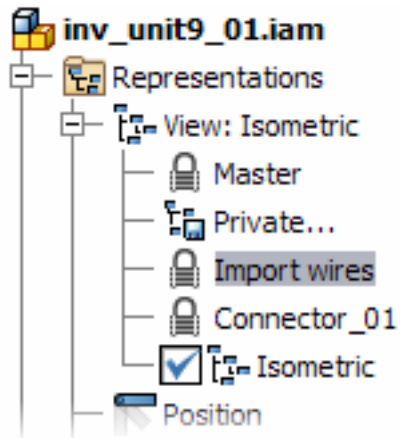 inv_unit9_01.iam
Representations
View: Isometric
Master
Private...
Import wires
Connector_01
Isometric
Position